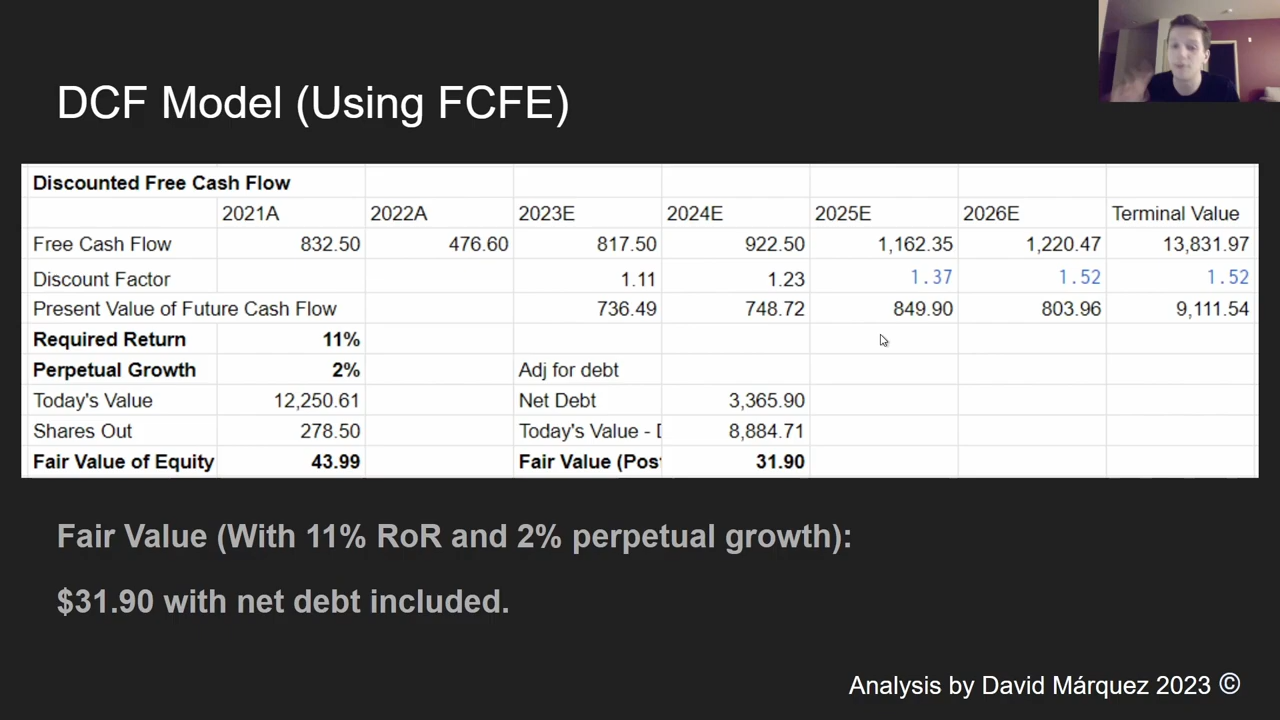 DCF Model (Using FCFE)
Discounted Free Cash Flow
2021A 2022A 2023E 2024E 2025E 2026E Terminal Value
Free Cash Flow 832.50 476.60 817.50 922.50 1,162.35 1,220.47 13,831.97
Discount Factor 1.11 1.23 1.37 1.52 1.52
Present Value of Future Cash Flow 736.49 748.72 849.90 803.96 9,111.54
Required Return 11%
Perpetual Growth 2% Adj for debt
Today's Value 12,250.61 Net Debt 3,365.90
Shares Out 278.50 Today's Value - 8,884.71
Fair Value of Equity 43.99 Fair Value (Pos 31.90
Fair Value (With 11% RoR and 2% perpetual growth):
$31.90 with net debt included.
Analysis by David Márquez 2023 ©